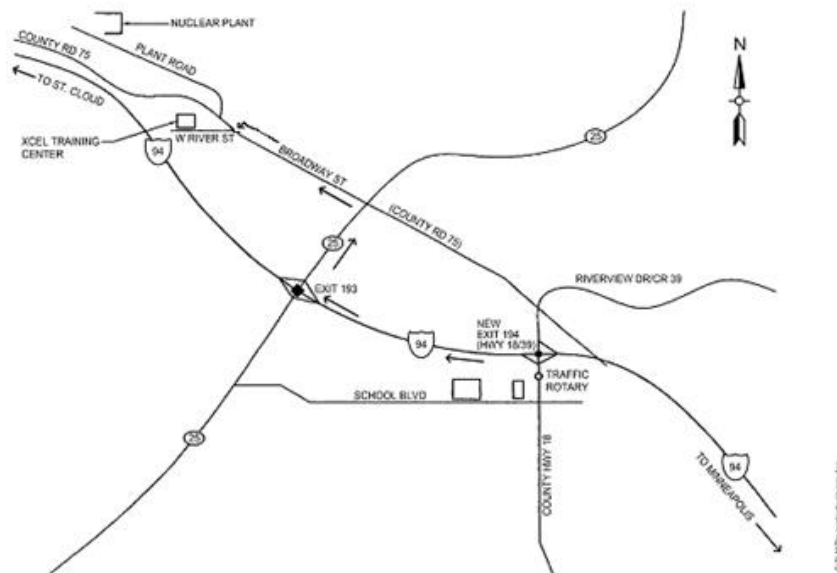 NUCLEAR PLANT
COUNTY RD 75
PLANT ROAD
TO ST. CLOUD
N
XCEL TRAINING
CENTER
W RIVER ST
94
25
BROADWAY ST
(COUNTY RD 75)
25
EXIT 193
RIVERVIEW DR/CR 39
NEW
EXIT 194
(HWY 18/39)
94
TRAFFIC
ROTARY
SCHOOL BLVD
25
COUNTY HWY 18
94
TO MINNEAPOLIS